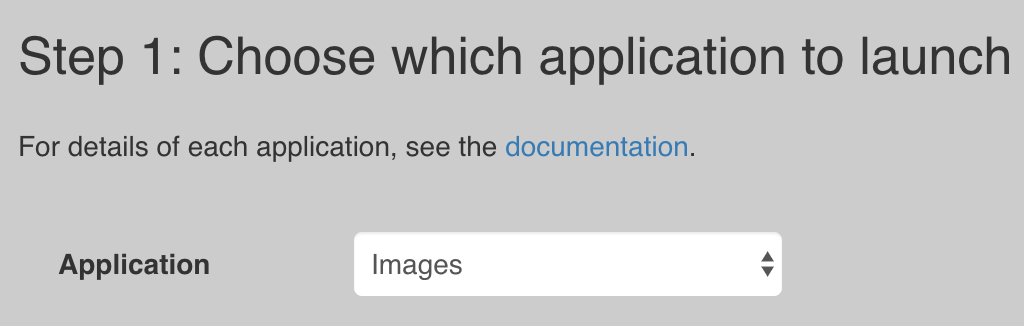 Step 1: Choose which application to launch
For details of each application, see the documentation.
Application
Images